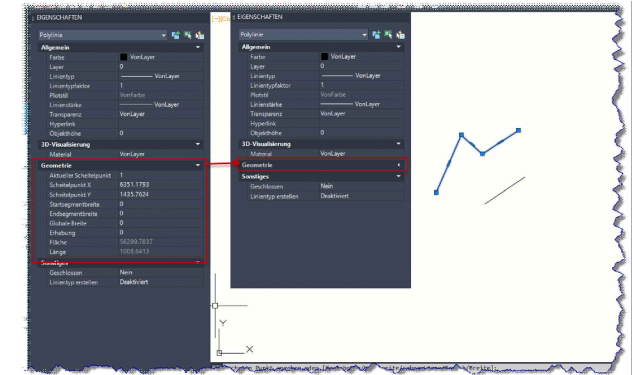 EIGENSCHAFTEN
Polylinie
Allgemein
Farbe VonLayer
Layer 0
Linientyp VonLayer
Linientypfaktor 1
Plotstil VonFarbe
Linienstärke VonLayer
Transparenz VonLayer
Hyperlink
Objekthöhe 0
3D-Visualisierung
Material VonLayer
Geometrie
Aktueller Scheitelpunkt 1
Scheitelpunkt X 6351.1793
Scheitelpunkt Y 1435.7624
Startsegmentbreite 0
Endsegmentbreite 0
Globale Breite 0
Erhebung 0
Fläche 56289.7837
Länge 1008.6413
Sonstiges
Geschlossen Nein
Linientyp erstellen Deaktiviert
EIGENSCHAFTEN
Polylinie
Allgemein
Farbe VonLayer
Layer 0
Linientyp VonLayer
Linientypfaktor 1
Plotstil VonFarbe
Linienstärke VonLayer
Transparenz VonLayer
Hyperlink
Objekthöhe 0
3D-Visualisierung
Material VonLayer
Geometrie
Sonstiges
Geschlossen Nein
Linientyp erstellen Deaktiviert
Y
X